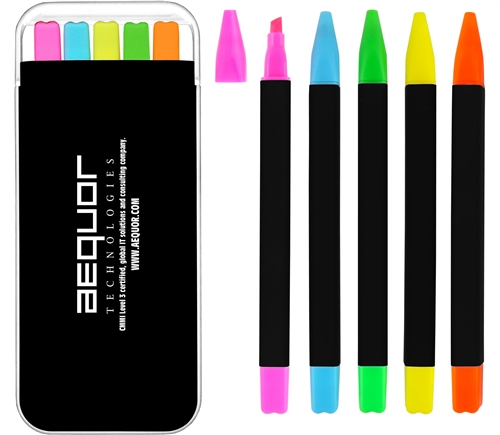 aequor
TECHNOLOGIES
CMMI Level 3 certified, global IT solutions and consulting company.
WWW.AEQUOR.COM